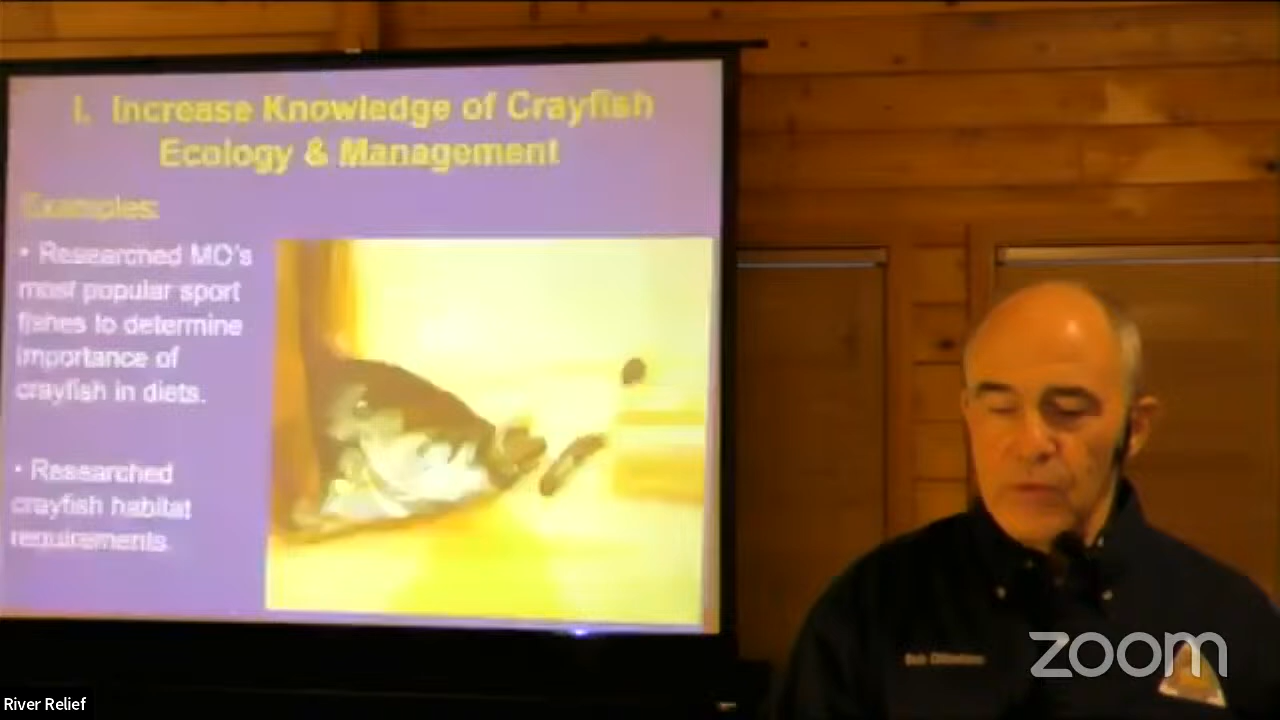 I. Increase Knowledge of Crayfish
Ecology & Management
Examples:
• Researched MO's
most popular sport
fishes to determine
importance of
crayfish in diets.
• Researched
crayfish habitat
requirements.
zoom
River Relief